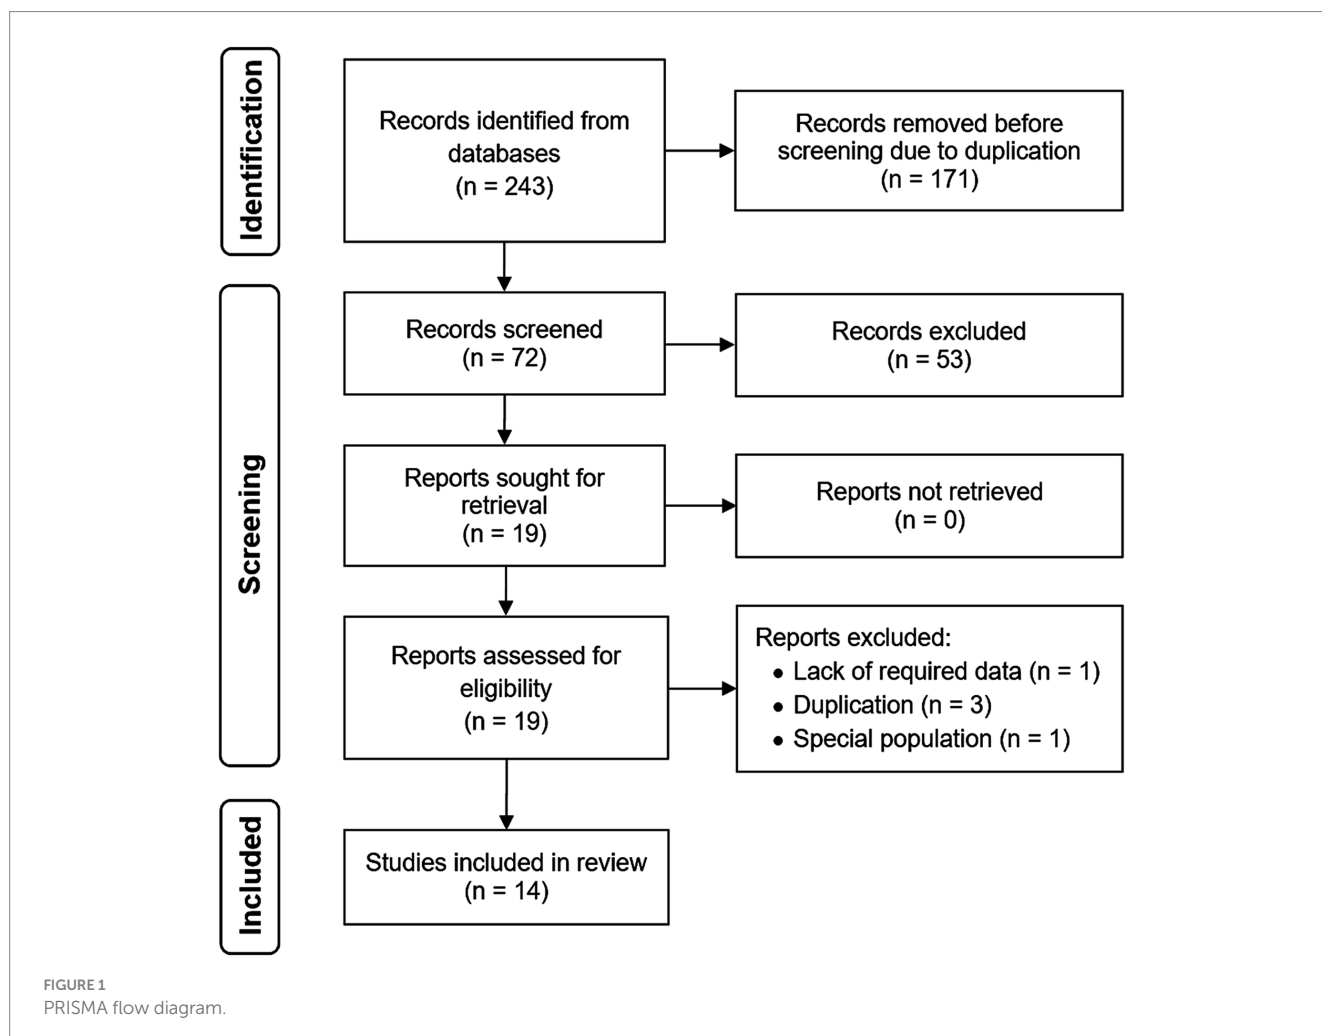 Identification
Records identified from
databases
(n = 243)
Records removed before
screening due to duplication
(n = 171)
Screening
Records screened
(n = 72)
Records excluded
(n = 53)
Reports sought for
retrieval
(n = 19)
Reports not retrieved
(n = 0)
Reports assessed for
eligibility
(n = 19)
Reports excluded:
• Lack of required data (n = 1)
• Duplication (n = 3)
• Special population (n = 1)
Included
Studies included in review
(n = 14)
FIGURE 1
PRISMA flow diagram.